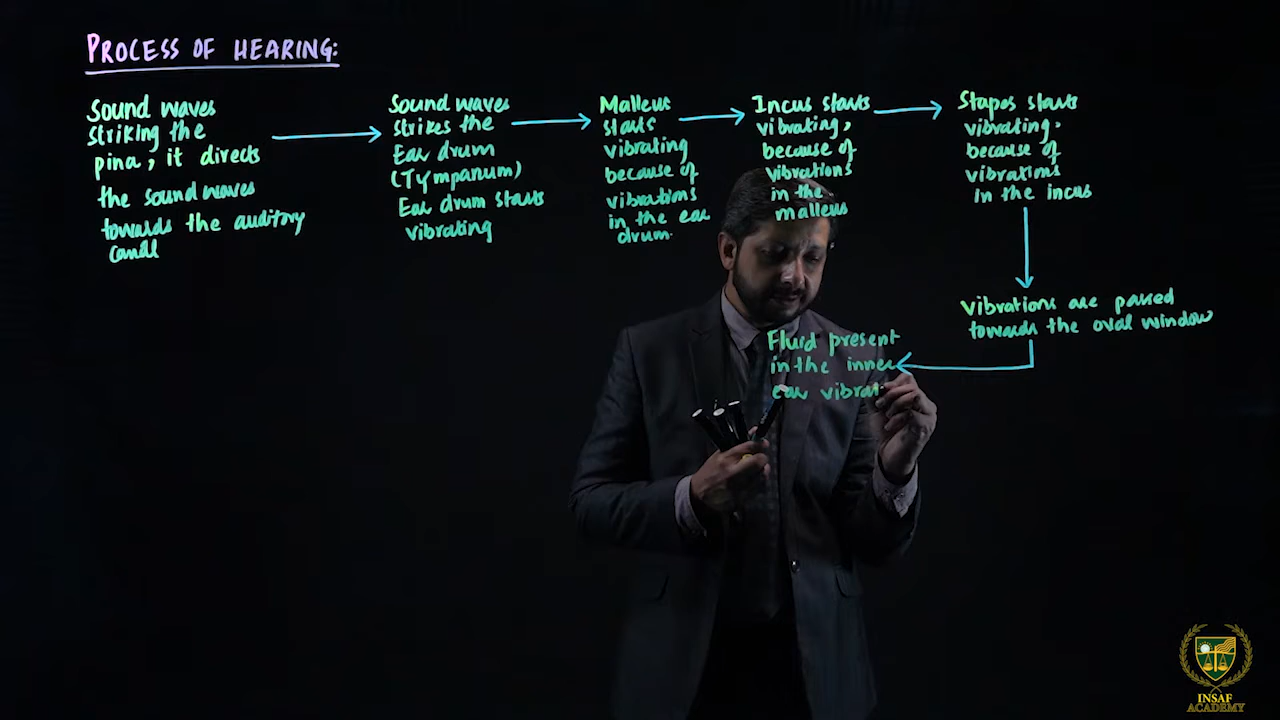 PROCESS OF HEARING:
Sound waves
striking the
pina, it directs
the sound waves
towards the auditory
canal
Sound waves
strikes the
Ear drum
(Tympanum)
Ear drum starts
vibrating
Malleus
starts
vibrating
because of
vibrations
in the ear
drum.
Incus starts
vibrating,
because of
vibrations
in the
malleus
Stapes starts
vibrating.
because of
vibrations
in the incus
Vibrations are passed
towards the oval window
Fluid present
in the inner
ear vibrat
INSAF
ACADEMY